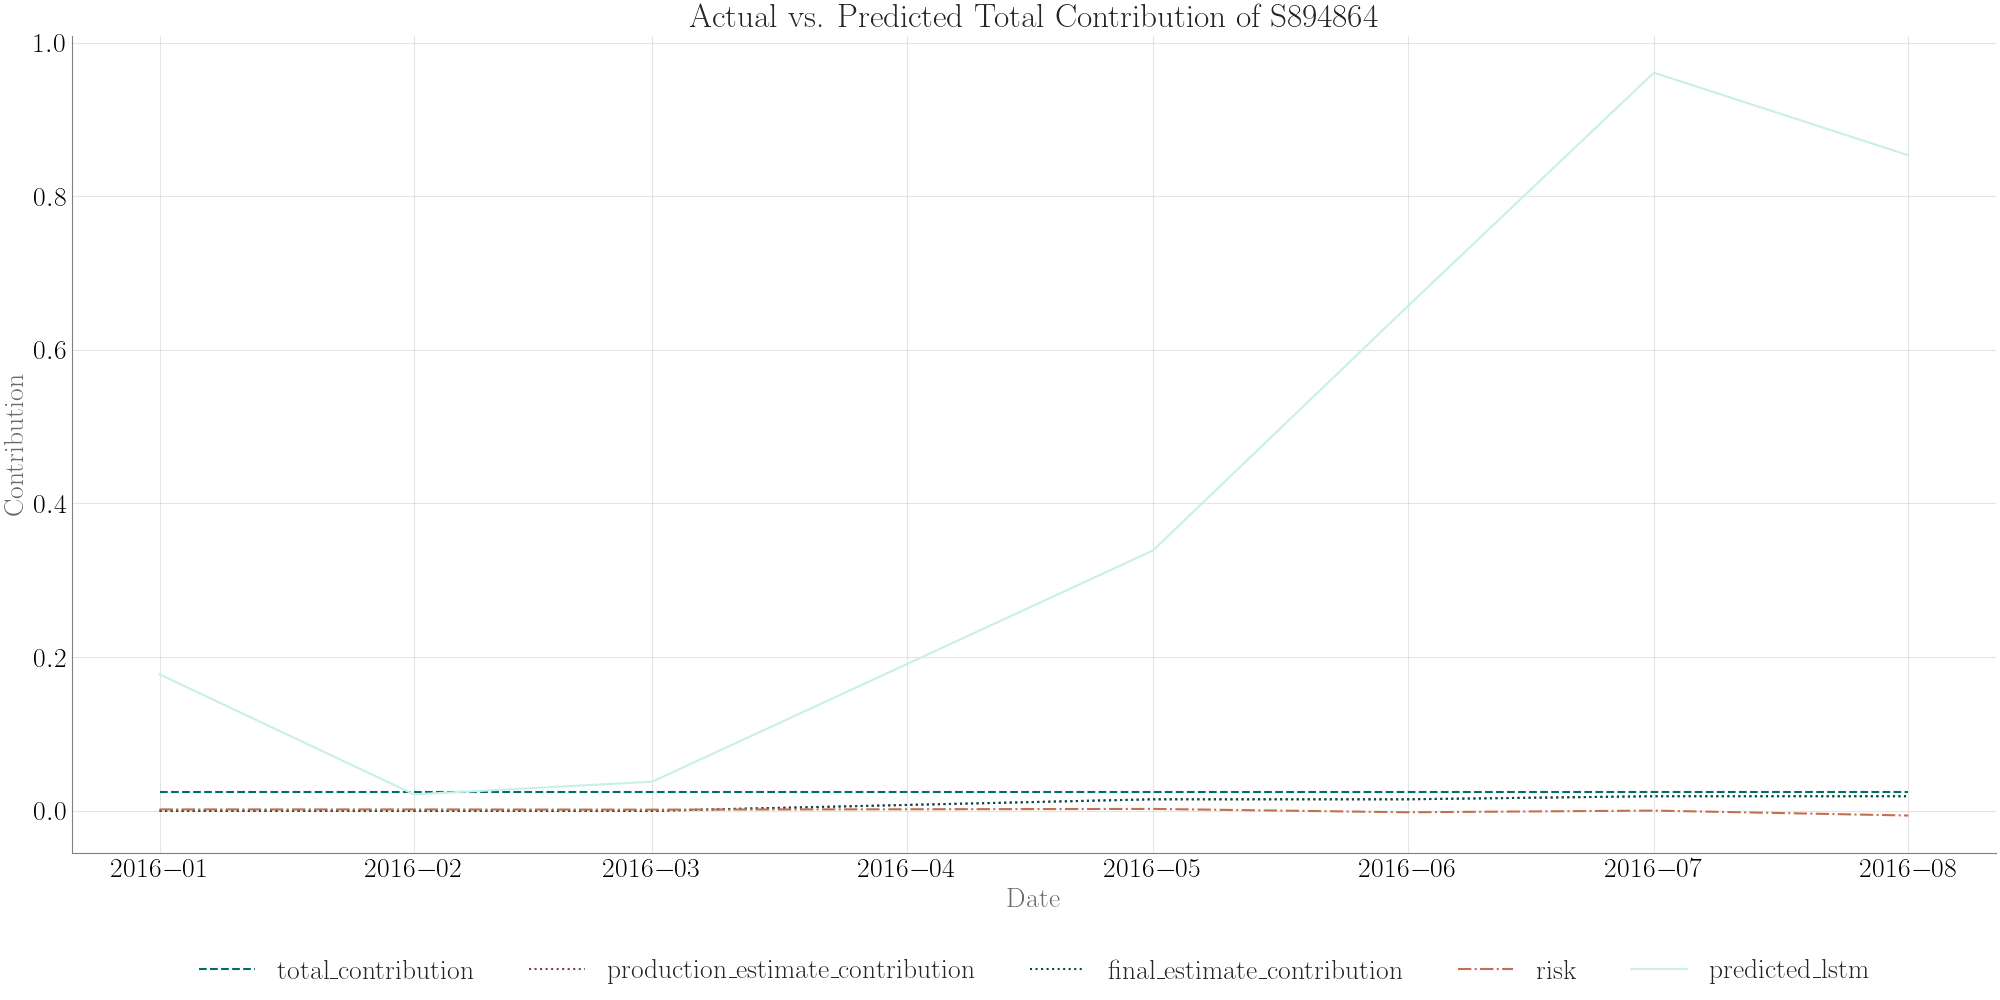 Actual vs. Predicted Total Contribution of S894864
1.0
0.8
0.6
0.4
0.2
0.0
Contribution
2016–01 2016–02 2016–03 2016–04 2016–05 2016–06 2016–07 2016–08
Date
total_contribution production_estimate_contribution final_estimate_contribution risk predicted_lstm